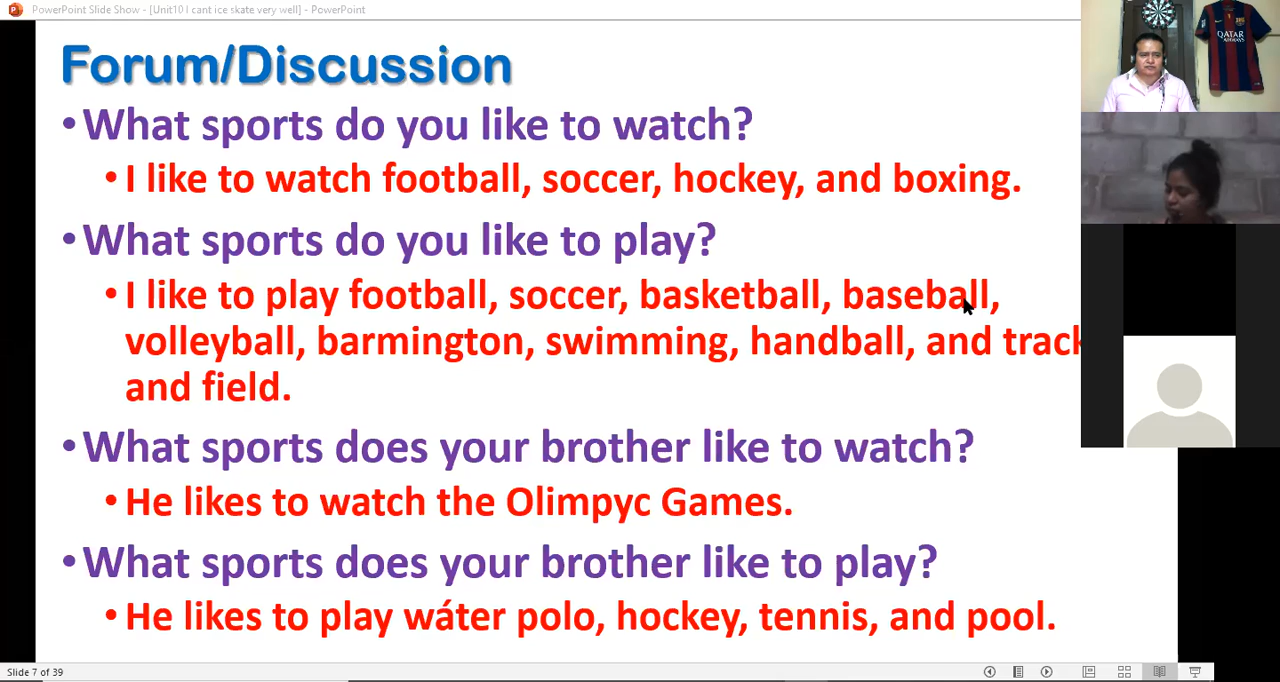 PowerPoint Slide Show - [Unit10 I cant ice skate very well] - PowerPoint
QATAR
AIRWAYS
Forum/Discussion
•What sports do you like to watch?
•I like to watch football, soccer, hockey, and boxing.
•What sports do you like to play?
•I like to play football, soccer, basketball, baseball,
volleyball, barmington, swimming, handball, and track
and field.
•What sports does your brother like to watch?
•He likes to watch the Olimpyc Games.
•What sports does your brother like to play?
•He likes to play wáter polo, hockey, tennis, and pool.
Slide 7 of 39